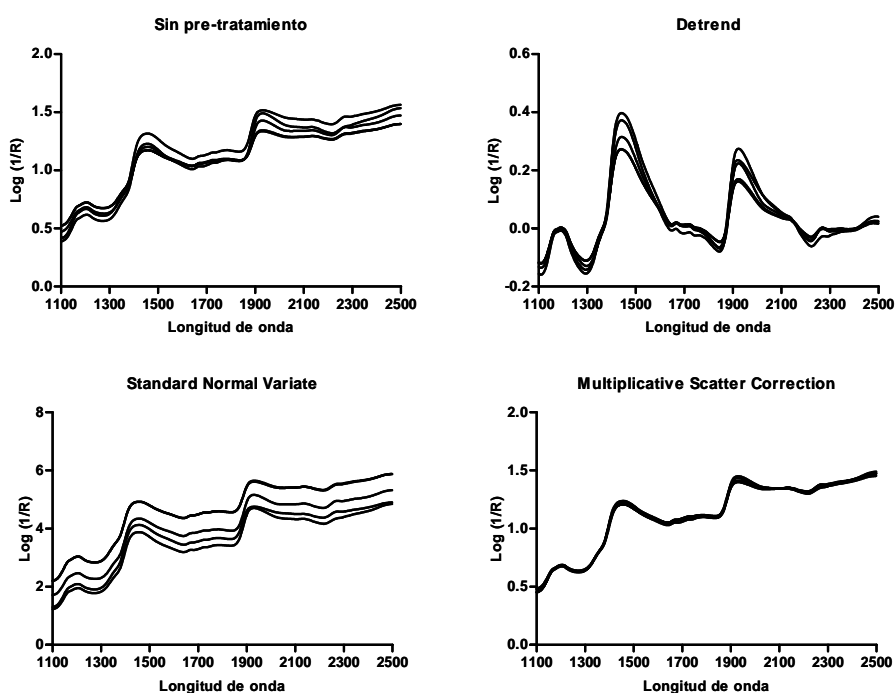 Sin pre-tratamiento
2.0
1.5
1.0
0.5
0.0
Log (1/R)
1100 1300 1500 1700 1900 2100 2300 2500
Longitud de onda
Detrend
0.6
0.4
0.2
0.0
-0.2
Log (1/R)
1100 1300 1500 1700 1900 2100 2300 2500
Longitud de onda
Standard Normal Variate
8
6
4
2
0
Log (1/R)
1100 1300 1500 1700 1900 2100 2300 2500
Longitud de onda
Multiplicative Scatter Correction
2.0
1.5
1.0
0.5
0.0
Log (1/R)
1100 1300 1500 1700 1900 2100 2300 2500
Longitud de onda